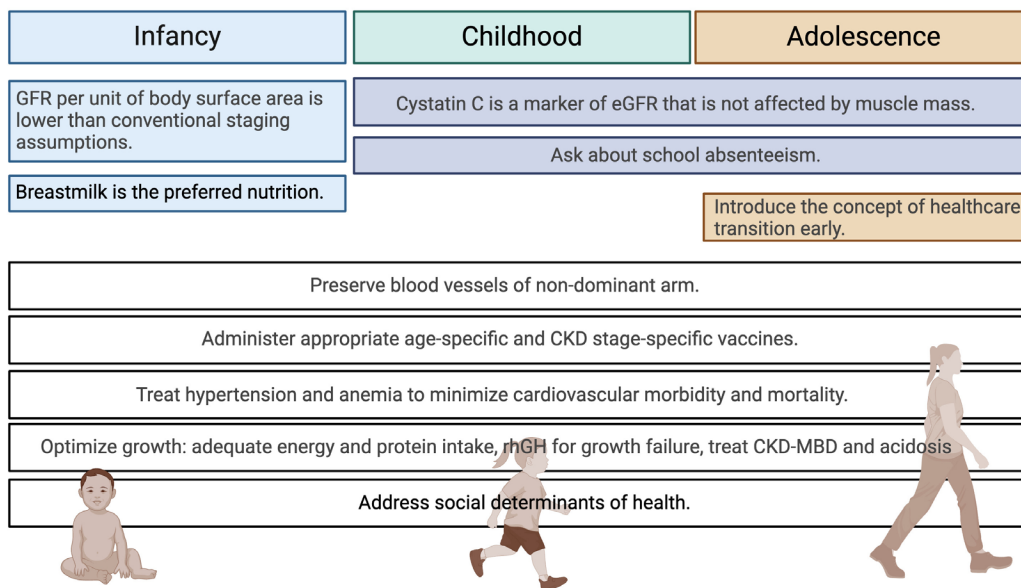 Infancy
Childhood
Adolescence
GFR per unit of body surface area is
lower than conventional staging
assumptions.
Cystatin C is a marker of eGFR that is not affected by muscle mass.
Ask about school absenteeism.
Breastmilk is the preferred nutrition.
Introduce the concept of healthcare
transition early.
Preserve blood vessels of non-dominant arm.
Administer appropriate age-specific and CKD stage-specific vaccines.
Treat hypertension and anemia to minimize cardiovascular morbidity and mortality.
Optimize growth: adequate energy and protein intake, rhGH for growth failure, treat CKD-MBD and acidosis
Address social determinants of health.